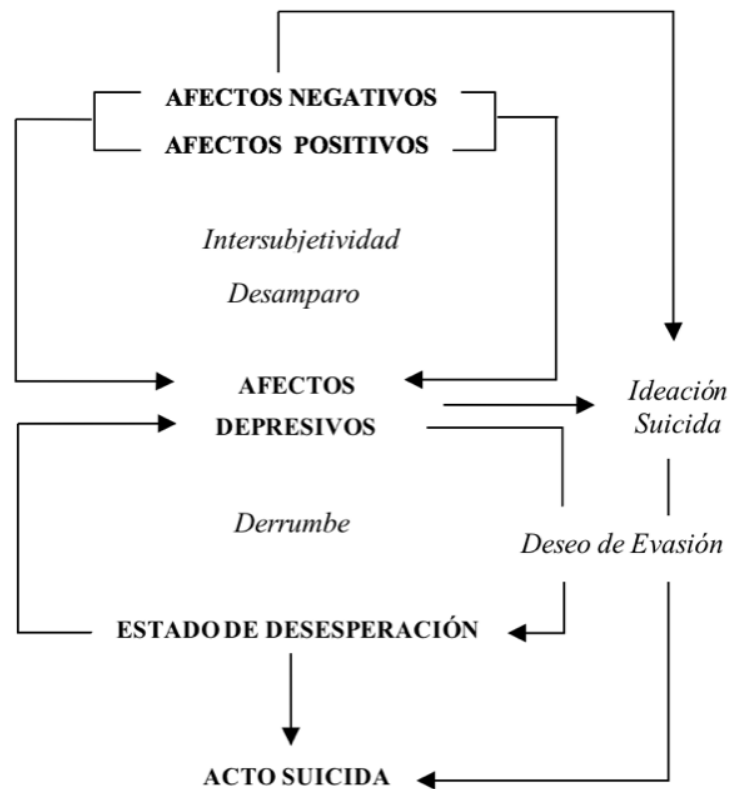 AFECTOS NEGATIVOS
AFECTOS POSITIVOS
Intersubjetividad
Desamparo
AFECTOS
DEPRESIVOS
Ideación
Suicida
Derrumbe
Deseo de Evasión
ESTADO DE DESESPERACIÓN
ACTO SUICIDA